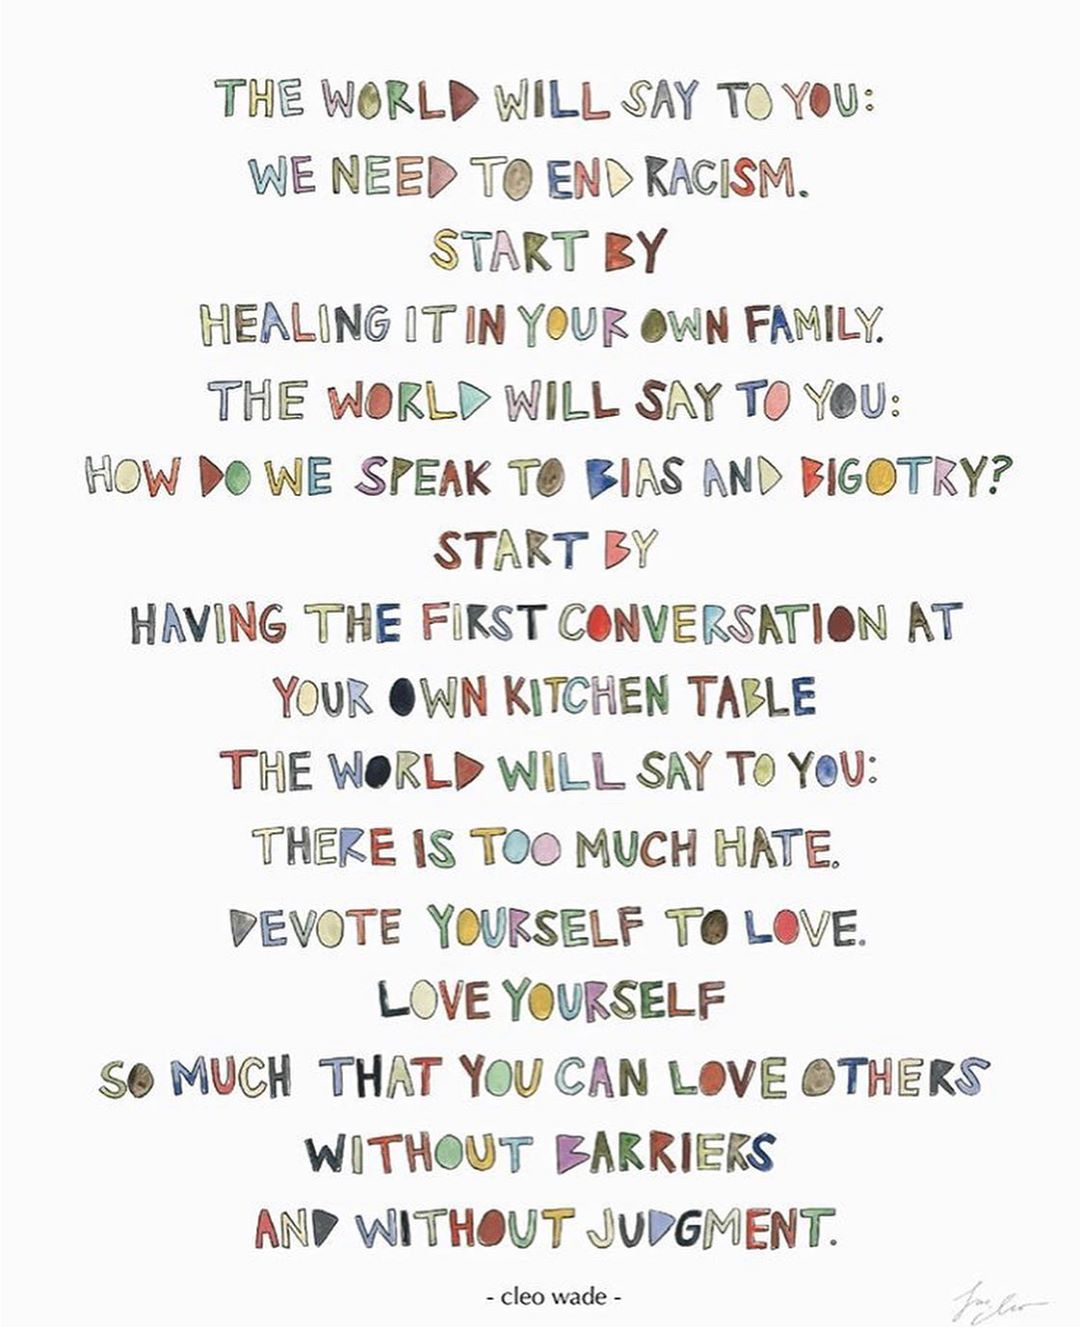 THE WORLD WILL SAY TO YOU:
WE NEED TO END RACISM.
START BY
HEALING IT IN YOUR OWN FAMILY.
THE WORLD WILL SAY TO YOU:
HOW DO WE SPEAK TO BIAS AND BIGOTRY?
START BY
HAVING THE FIRST CONVERSATION AT
YOUR OWN KITCHEN TABLE
THE WORLD WILL SAY TO YOU:
THERE IS TOO MUCH HATE.
DEVOTE YOURSELF TO LOVE.
LOVE YOURSELF
SO MUCH THAT YOU CAN LOVE OTHERS
WITHOUT BARRIERS
AND WITHOUT JUDGMENT.
- cleo wade -